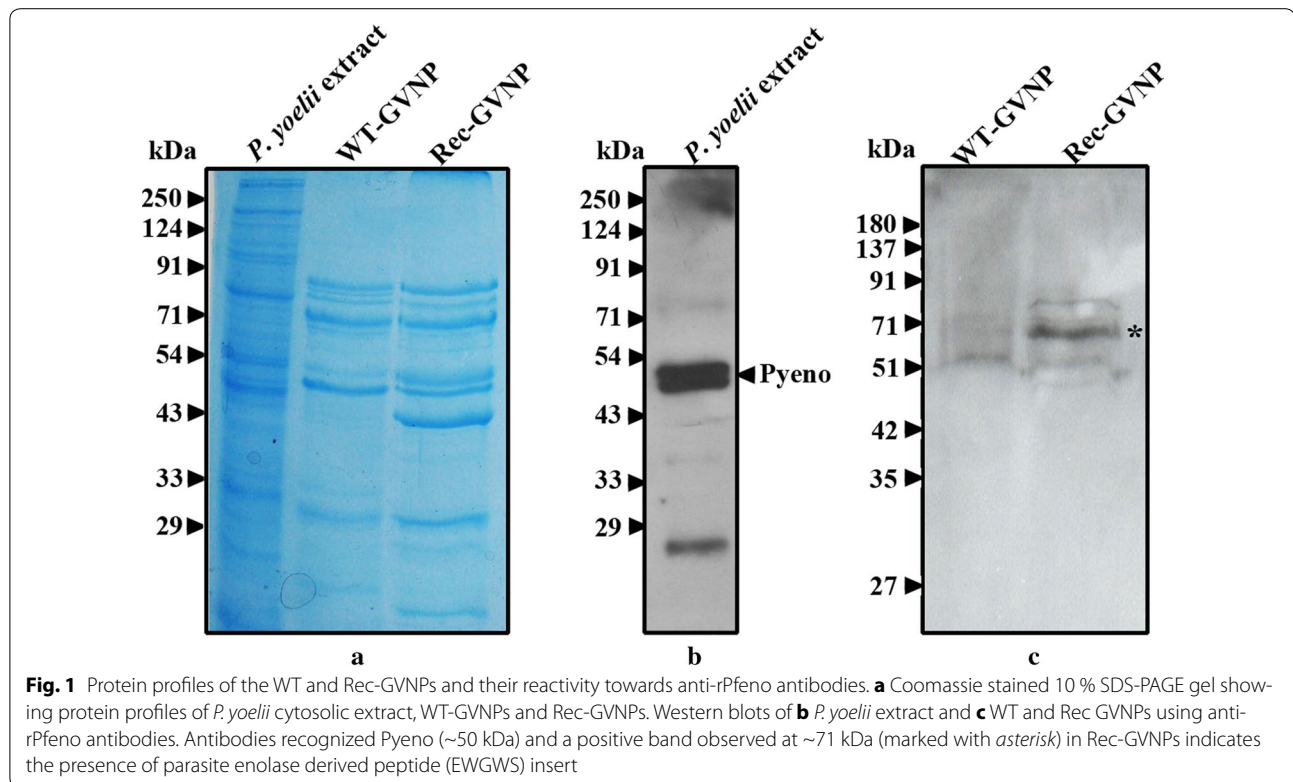 P. yoelii extract
WT-GVNP
Rec-GVNP
kDa
250
124
91
71
54
43
33
29
a
P. yoelii extract
kDa
250
124
91
71
54
43
33
29
Pyeno
b
WT-GVNP
Rec-GVNP
kDa
180
137
91
71
51
42
35
27
*
c
Fig. 1 Protein profiles of the WT and Rec-GVNPs and their reactivity towards anti-rPfeno antibodies. a Coomassie stained 10 % SDS-PAGE gel show-
ing protein profiles of P. yoelii cytosolic extract, WT-GVNPs and Rec-GVNPs. Western blots of b P. yoelii extract and c WT and Rec GVNPs using anti-
rPfeno antibodies. Antibodies recognized Pyeno (~50 kDa) and a positive band observed at ~71 kDa (marked with asterisk) in Rec-GVNPs indicates
the presence of parasite enolase derived peptide (EWGWS) insert